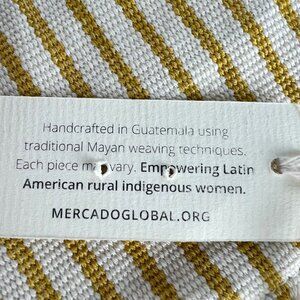 Handcrafted in Guatemala using
traditional Mayan weaving techniques.
Each piece may vary. Empowering Latin
American rural indigenous women.
MERCADOGLOBAL.ORG